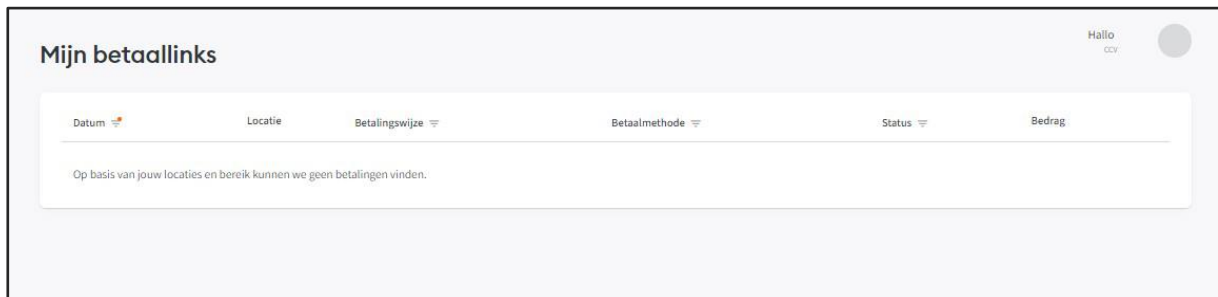 Hallo
ccv
Mijn betaallinks
Datum Locatie Betalingswijze Betaalmethode Status Bedrag
Op basis van jouw locaties en bereik kunnen we geen betalingen vinden.